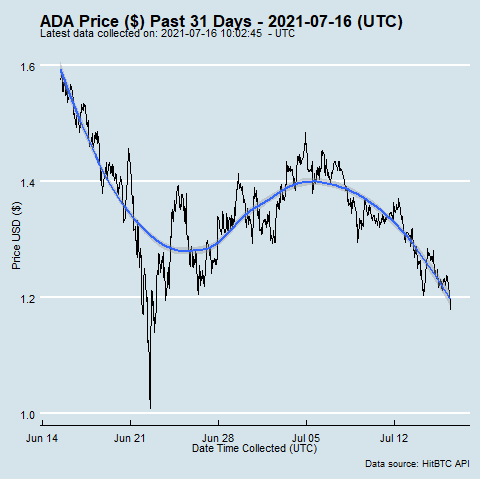 ADA Price ($) Past 31 Days - 2021-07-16 (UTC)
Latest data collected on: 2021-07-16 10:02:45 - UTC
1.6
1.4
1.2
1.0
Price USD ($)
Jun 14 Jun 21 Jun 28 Jul 05 Jul 12
Date Time Collected (UTC)
Data source: HitBTC API